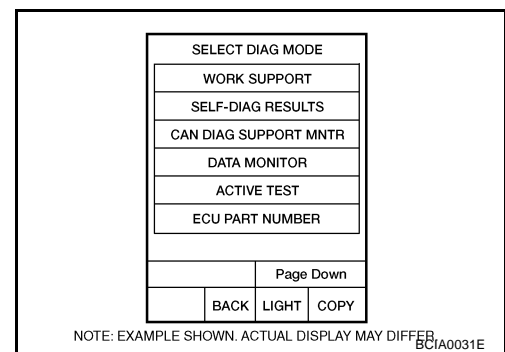 SELECT DIAG MODE
WORK SUPPORT
SELF-DIAG RESULTS
CAN DIAG SUPPORT MNTR
DATA MONITOR
ACTIVE TEST
ECU PART NUMBER
Page Down
BACK LIGHT COPY
NOTE: EXAMPLE SHOWN. ACTUAL DISPLAY MAY DIFFER
BCIA0031E